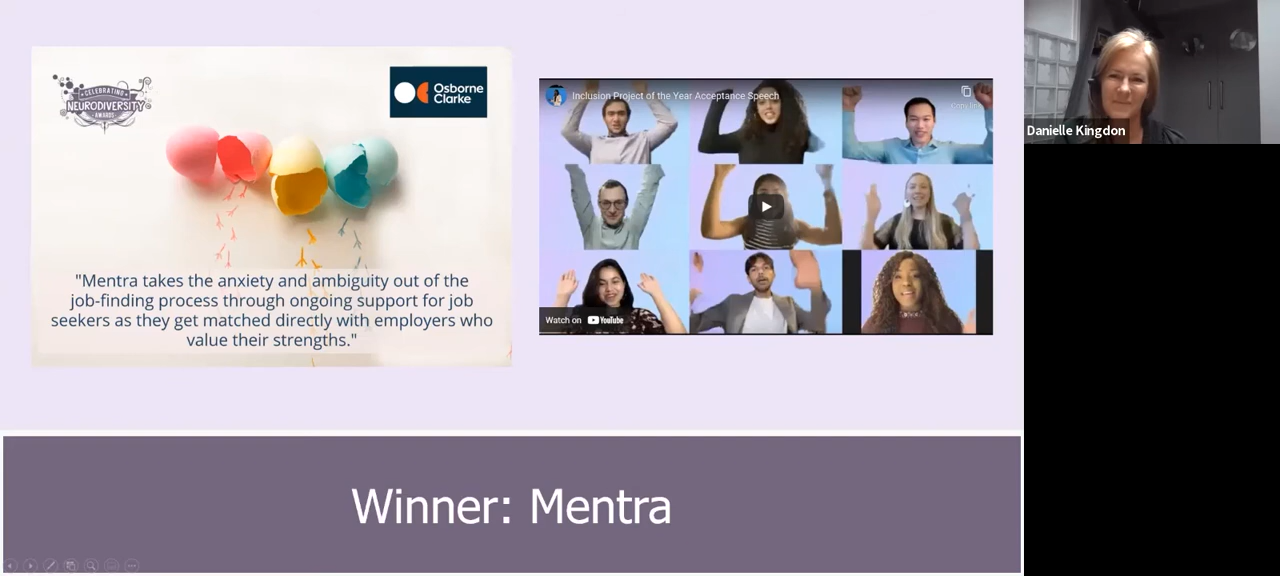 CELEBRATING
NEURODIVERSITY
AWARDS
Osborne
Clarke
"Mentra takes the anxiety and ambiguity out of the
job-finding process through ongoing support for job
seekers as they get matched directly with employers who
value their strengths."
Inclusion Project of the Year Acceptance Speech
Copy link
Watch on YouTube
Winner: Mentra
Danielle Kingdon